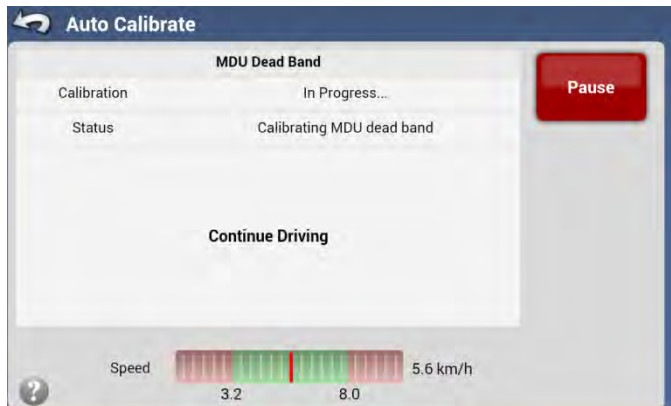 Auto Calibrate
MDU Dead Band
Calibration In Progress...
Pause
Status Calibrating MDU dead band
Continue Driving
Speed 5.6 km/h
3.2 8.0
?